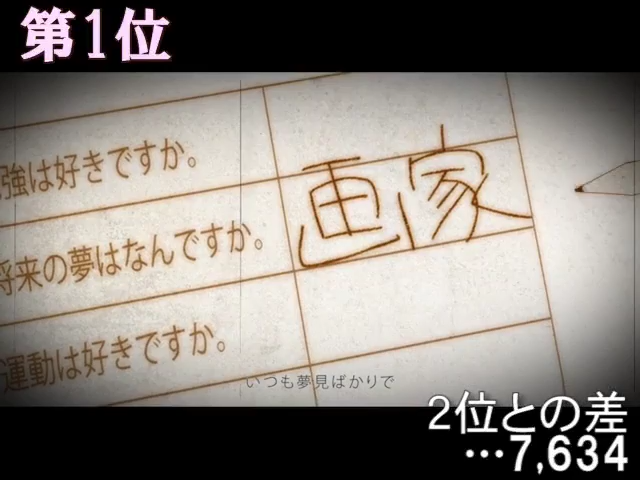 第1位
強は好きですか。
将来の夢はなんですか。
画家
運動は好きですか。
いつも夢見ばかりで
2位との差
…7,634